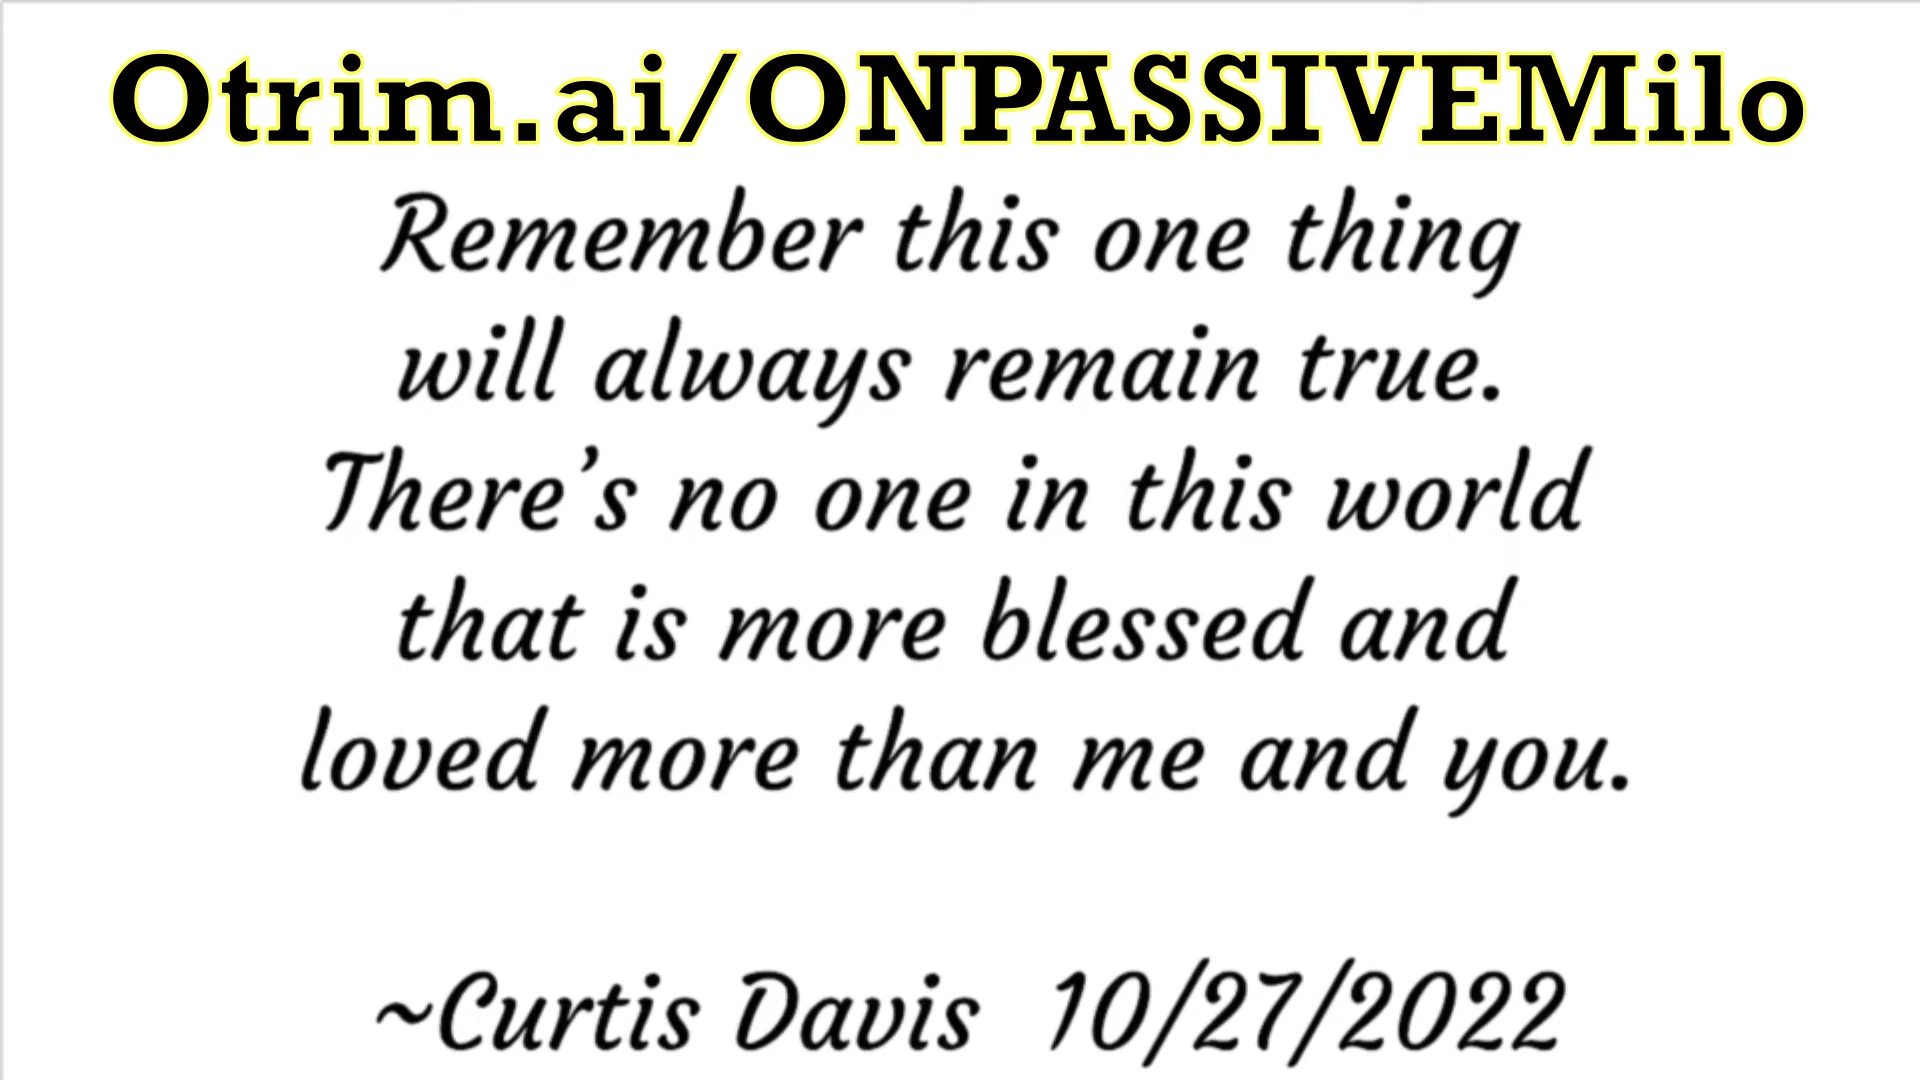 Otrim.ai/ONPASSIVEMilo
Remember this one thing
will always remain true.
There’s no one in this world
that is more blessed and
loved more than me and you.
~Curtis Davis 10/27/2022